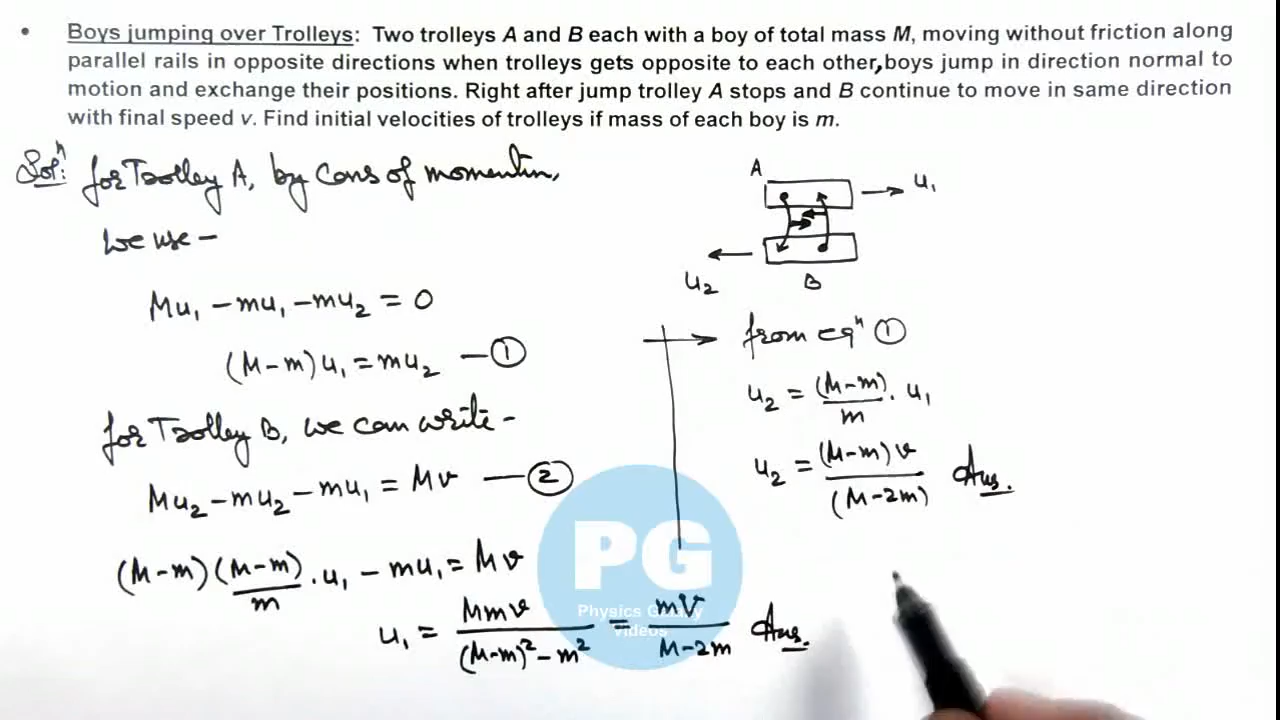 • Boys jumping over Trolleys: Two trolleys A and B each with a boy of total mass M, moving without friction along
parallel rails in opposite directions when trolleys gets opposite to each other, boys jump in direction normal to
motion and exchange their positions. Right after jump trolley A stops and B continue to move in same direction
with final speed v. Find initial velocities of trolleys if mass of each boy is m.
Solⁿ: for Trolley A, by Cons of momentum,
we use –
Mu₁ - mu₁ - mu₂ = 0
(M-m)u₁ = mu₂ —①
for Trolley B, we can write –
Mu₂ - mu₂ - mu₁ = Mv —②
(M-m) (M-m)/m . u₁ - mu₁ = Mv
u₁ = Mmv/((M-m)² - m²) = mv/(M-2m) Ans.
A
u₁
u₂
B
from eqⁿ ①
u₂ = (M-m)/m . u₁
u₂ = (M-m)v/(M-2m) Ans.
PG
Physics Galaxy
Videos